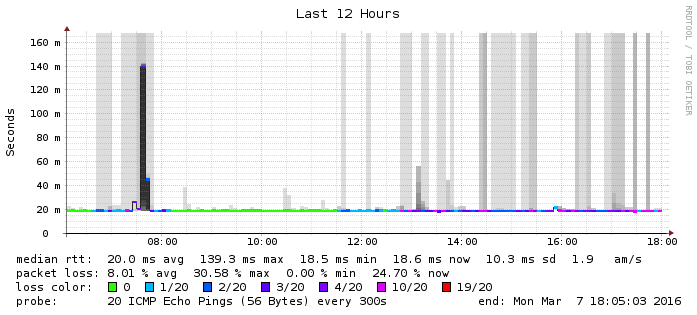 Last 12 Hours
RRDTOOL / TOBI OETIKER
Seconds
160 m
140 m
120 m
100 m
80 m
60 m
40 m
20 m
0
08:00 10:00 12:00 14:00 16:00 18:00
median rtt: 20.0 ms avg 139.3 ms max 18.5 ms min 18.6 ms now 10.3 ms sd 1.9 am/s
packet loss: 8.01 % avg 30.58 % max 0.00 % min 24.70 % now
loss color: 0 1/20 2/20 3/20 4/20 10/20 19/20
probe: 20 ICMP Echo Pings (56 Bytes) every 300s end: Mon Mar 7 18:05:03 2016